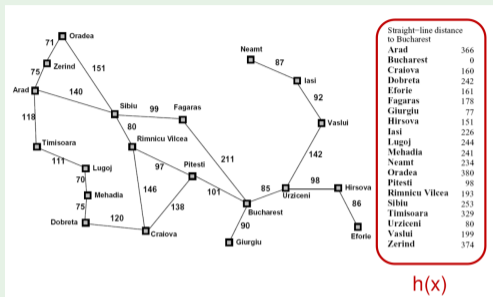 Oradea
71
Neamt
87
Zerind
151
75
Iasi
Arad
140
92
Sibiu
99
Fagaras
118
80
Vaslui
Rimnicu Vilcea
Timisoara
142
111
Lugoj
97
Pitesti
211
70
98
Hirsova
85
Mehadia
146
101
Urziceni
86
75
138
Bucharest
120
90
Dobreta
Craiova
Eforie
Giurgiu
Straight-line distance
to Bucharest
Arad 366
Bucharest 0
Craiova 160
Dobreta 242
Eforie 161
Fagaras 178
Giurgiu 77
Hirsova 151
Iasi 226
Lugoj 244
Mehadia 241
Neamt 234
Oradea 380
Pitesti 98
Rimnicu Vilcea 193
Sibiu 253
Timisoara 329
Urziceni 80
Vaslui 199
Zerind 374
h(x)